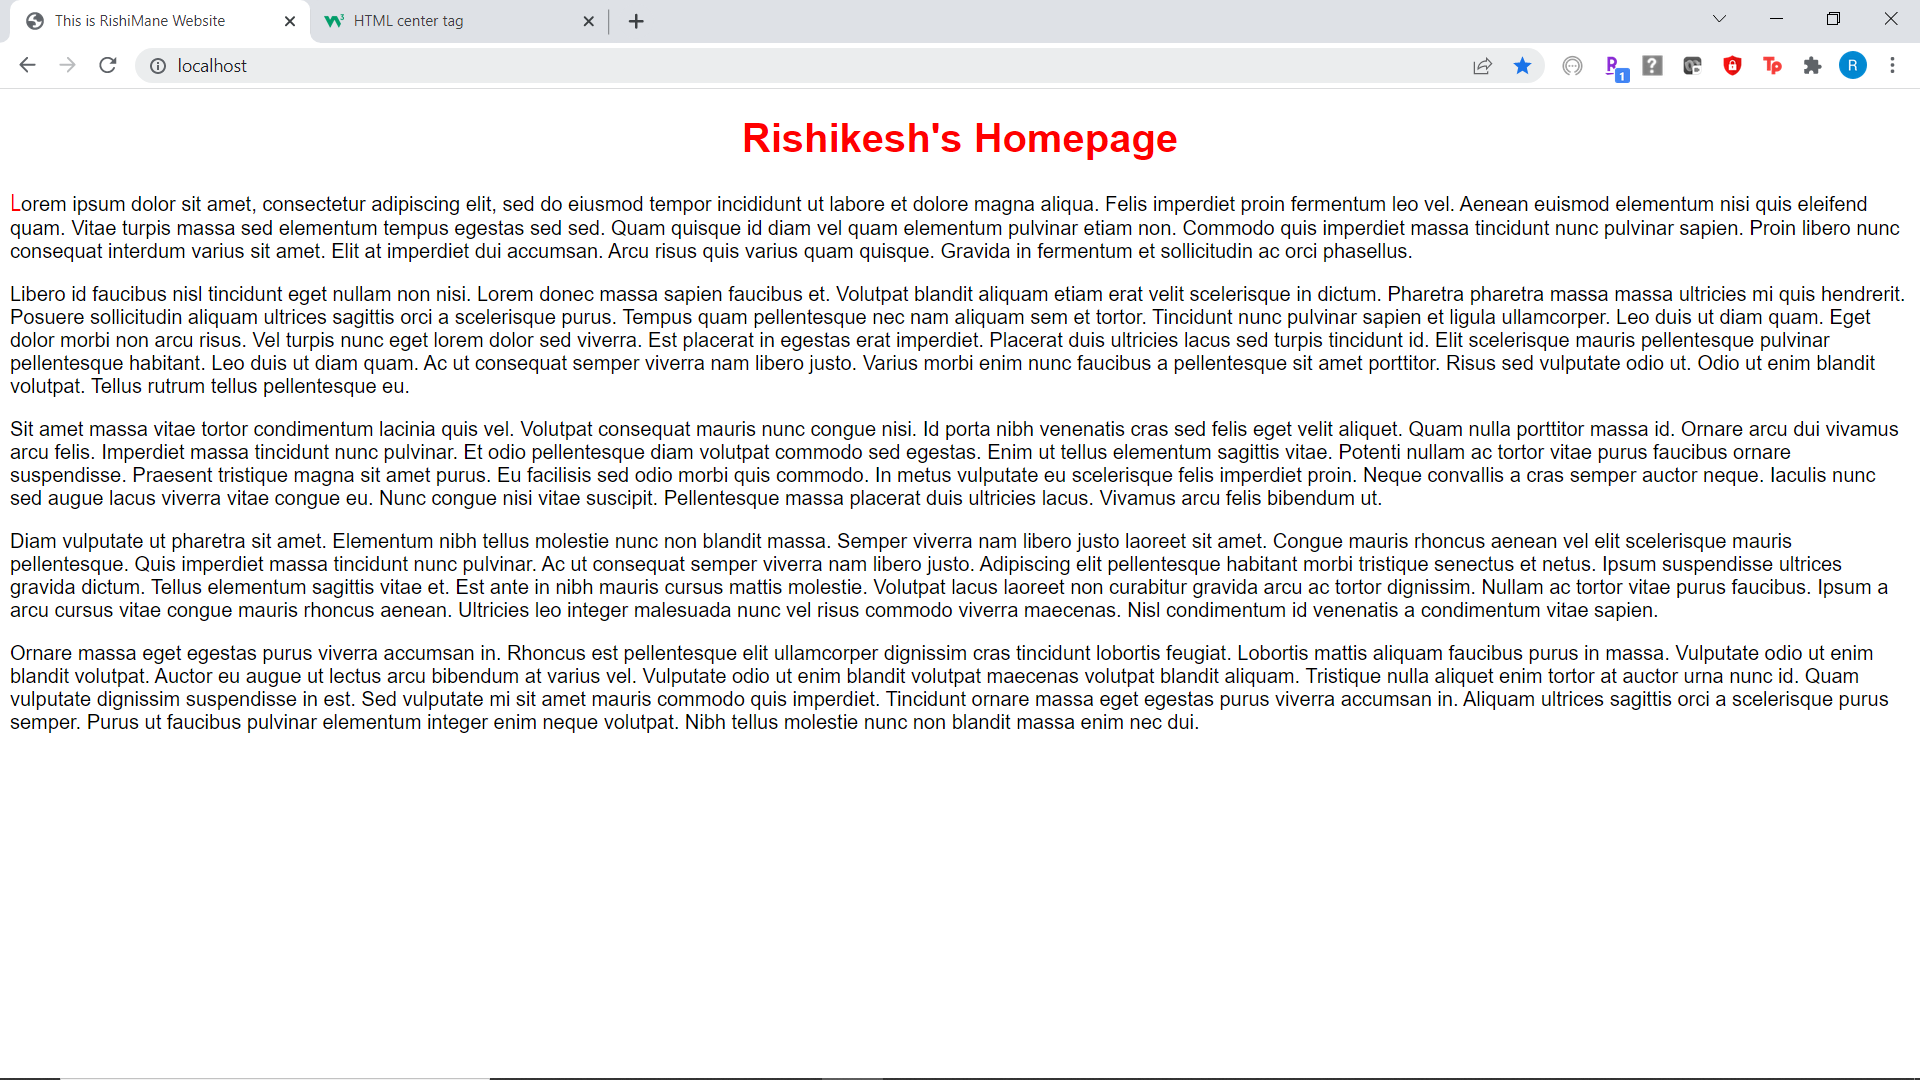 This is RishiMane Website
HTML center tag
localhost
1
R
Rishikesh's Homepage
Lorem ipsum dolor sit amet, consectetur adipiscing elit, sed do eiusmod tempor incididunt ut labore et dolore magna aliqua. Felis imperdiet proin fermentum leo vel. Aenean euismod elementum nisi quis eleifend
quam. Vitae turpis massa sed elementum tempus egestas sed sed. Quam quisque id diam vel quam elementum pulvinar etiam non. Commodo quis imperdiet massa tincidunt nunc pulvinar sapien. Proin libero nunc
consequat interdum varius sit amet. Elit at imperdiet dui accumsan. Arcu risus quis varius quam quisque. Gravida in fermentum et sollicitudin ac orci phasellus.
Libero id faucibus nisl tincidunt eget nullam non nisi. Lorem donec massa sapien faucibus et. Volutpat blandit aliquam etiam erat velit scelerisque in dictum. Pharetra pharetra massa massa ultricies mi quis hendrerit.
Posuere sollicitudin aliquam ultrices sagittis orci a scelerisque purus. Tempus quam pellentesque nec nam aliquam sem et tortor. Tincidunt nunc pulvinar sapien et ligula ullamcorper. Leo duis ut diam quam. Eget
dolor morbi non arcu risus. Vel turpis nunc eget lorem dolor sed viverra. Est placerat in egestas erat imperdiet. Placerat duis ultricies lacus sed turpis tincidunt id. Elit scelerisque mauris pellentesque pulvinar
pellentesque habitant. Leo duis ut diam quam. Ac ut consequat semper viverra nam libero justo. Varius morbi enim nunc faucibus a pellentesque sit amet porttitor. Risus sed vulputate odio ut. Odio ut enim blandit
volutpat. Tellus rutrum tellus pellentesque eu.
Sit amet massa vitae tortor condimentum lacinia quis vel. Volutpat consequat mauris nunc congue nisi. Id porta nibh venenatis cras sed felis eget velit aliquet. Quam nulla porttitor massa id. Ornare arcu dui vivamus
arcu felis. Imperdiet massa tincidunt nunc pulvinar. Et odio pellentesque diam volutpat commodo sed egestas. Enim ut tellus elementum sagittis vitae. Potenti nullam ac tortor vitae purus faucibus ornare
suspendisse. Praesent tristique magna sit amet purus. Eu facilisis sed odio morbi quis commodo. In metus vulputate eu scelerisque felis imperdiet proin. Neque convallis a cras semper auctor neque. Iaculis nunc
sed augue lacus viverra vitae congue eu. Nunc congue nisi vitae suscipit. Pellentesque massa placerat duis ultricies lacus. Vivamus arcu felis bibendum ut.
Diam vulputate ut pharetra sit amet. Elementum nibh tellus molestie nunc non blandit massa. Semper viverra nam libero justo laoreet sit amet. Congue mauris rhoncus aenean vel elit scelerisque mauris
pellentesque. Quis imperdiet massa tincidunt nunc pulvinar. Ac ut consequat semper viverra nam libero justo. Adipiscing elit pellentesque habitant morbi tristique senectus et netus. Ipsum suspendisse ultrices
gravida dictum. Tellus elementum sagittis vitae et. Est ante in nibh mauris cursus mattis molestie. Volutpat lacus laoreet non curabitur gravida arcu ac tortor dignissim. Nullam ac tortor vitae purus faucibus. Ipsum a
arcu cursus vitae congue mauris rhoncus aenean. Ultricies leo integer malesuada nunc vel risus commodo viverra maecenas. Nisl condimentum id venenatis a condimentum vitae sapien.
Ornare massa eget egestas purus viverra accumsan in. Rhoncus est pellentesque elit ullamcorper dignissim cras tincidunt lobortis feugiat. Lobortis mattis aliquam faucibus purus in massa. Vulputate odio ut enim
blandit volutpat. Auctor eu augue ut lectus arcu bibendum at varius vel. Vulputate odio ut enim blandit volutpat maecenas volutpat blandit aliquam. Tristique nulla aliquet enim tortor at auctor urna nunc id. Quam
vulputate dignissim suspendisse in est. Sed vulputate mi sit amet mauris commodo quis imperdiet. Tincidunt ornare massa eget egestas purus viverra accumsan in. Aliquam ultrices sagittis orci a scelerisque purus
semper. Purus ut faucibus pulvinar elementum integer enim neque volutpat. Nibh tellus molestie nunc non blandit massa enim nec dui.